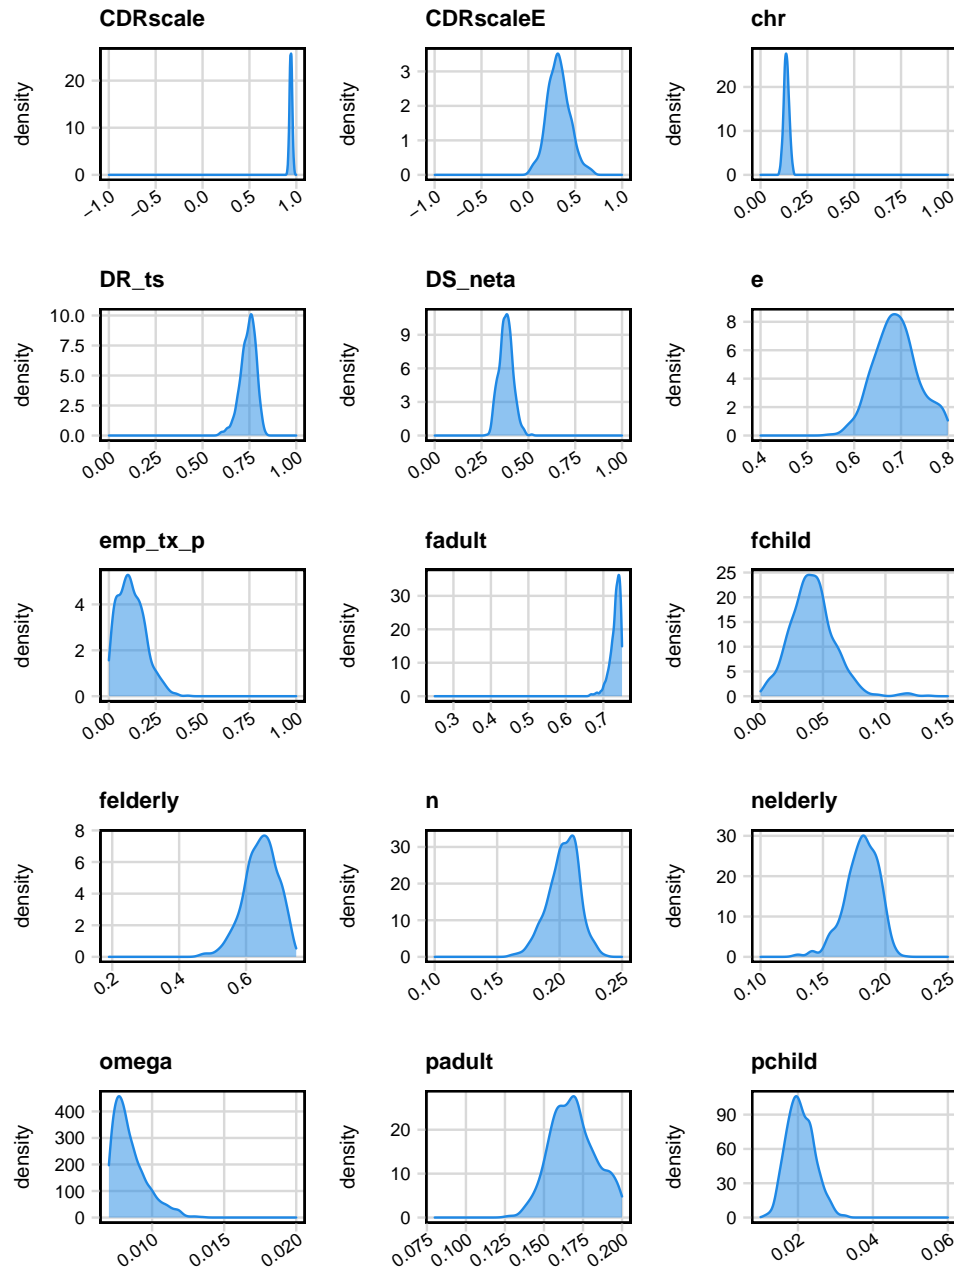 CDRscale CDRscaleE chr
density 20 10 0 density 3 2 1 0 density 20 10 0
−1.0 −0.5 0.0 0.5 1.0 −1.0 −0.5 0.0 0.5 1.0 0.00 0.25 0.50 0.75 1.00
DR_ts DS_neta e
density 10.0 7.5 5.0 2.5 0.0 density 9 6 3 0 density 8 6 4 2 0
0.00 0.25 0.50 0.75 1.00 0.00 0.25 0.50 0.75 1.00 0.4 0.5 0.6 0.7 0.8
emp_tx_p fadult fchild
density 4 2 0 density 30 20 10 0 density 25 20 15 10 5 0
0.00 0.25 0.50 0.75 1.00 0.3 0.4 0.5 0.6 0.7 0.00 0.05 0.10 0.15
felderly n nelderly
density 8 6 4 2 0 density 30 20 10 0 density 30 20 10 0
0.2 0.4 0.6 0.10 0.15 0.20 0.25 0.10 0.15 0.20 0.25
omega padult pchild
density 400 300 200 100 0 density 20 10 0 density 90 60 30 0
0.010 0.015 0.020 0.075 0.100 0.125 0.150 0.175 0.200 0.02 0.04 0.06